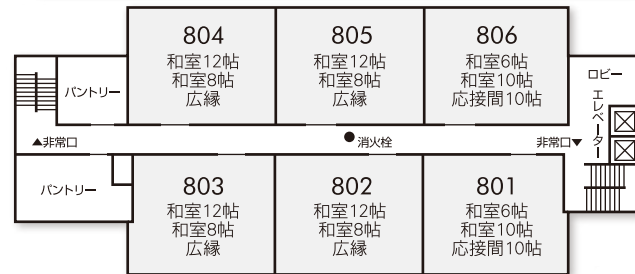 804
和室12帖
和室8帖
広縁
805
和室12帖
和室8帖
広縁
806
和室6帖
和室10帖
応接間10帖
ロビー
エレベーター
パントリー
▲非常口
●消火栓
非常口▼
パントリー
803
和室12帖
和室8帖
広縁
802
和室12帖
和室8帖
広縁
801
和室6帖
和室10帖
応接間10帖